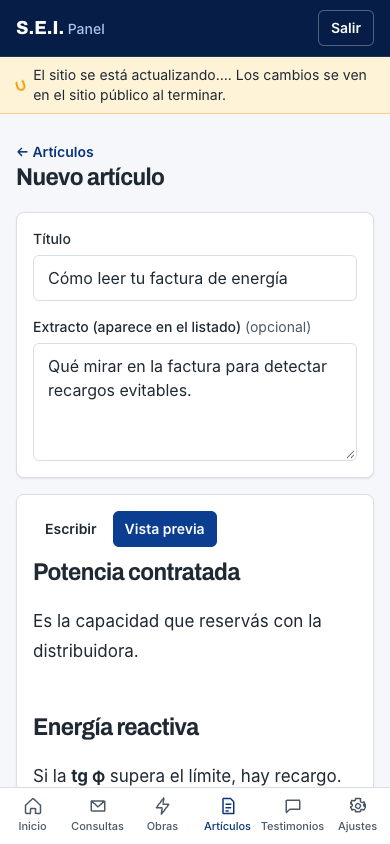 S.E.I. Panel
Salir
El sitio se está actualizando.... Los cambios se ven
en el sitio público al terminar.
← Artículos
Nuevo artículo
Título
Cómo leer tu factura de energía
Extracto (aparece en el listado) (opcional)
Qué mirar en la factura para detectar
recargos evitables.
Escribir
Vista previa
Potencia contratada
Es la capacidad que reservás con la
distribuidora.
Energía reactiva
Si la tg φ supera el límite, hay recargo.
Inicio
Consultas
Obras
Artículos
Testimonios
Ajustes